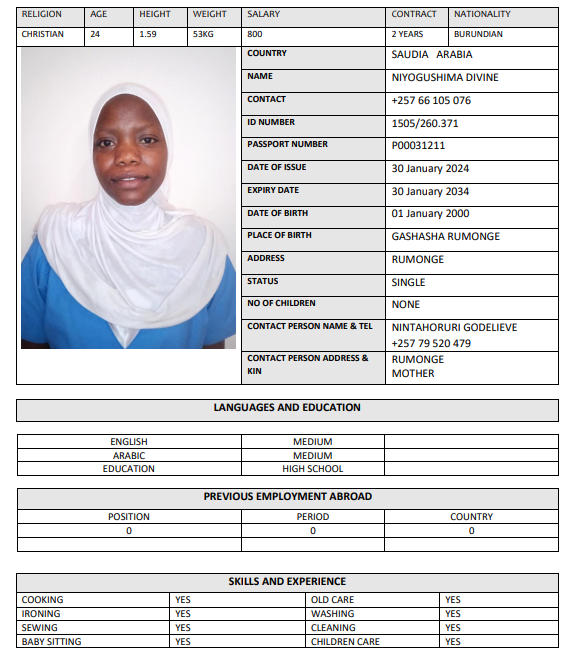 RELIGION AGE HEIGHT WEIGHT SALARY CONTRACT NATIONALITY
CHRISTIAN 24 1.59 53KG 800 2 YEARS BURUNDIAN
COUNTRY SAUDIA ARABIA
NAME NIYOGUSHIMA DIVINE
CONTACT +257 66 105 076
ID NUMBER 1505/260.371
PASSPORT NUMBER P00031211
DATE OF ISSUE 30 January 2024
EXPIRY DATE 30 January 2034
DATE OF BIRTH 01 January 2000
PLACE OF BIRTH GASHASHA RUMONGE
ADDRESS RUMONGE
STATUS SINGLE
NO OF CHILDREN NONE
CONTACT PERSON NAME & TEL NINTAHORURI GODELIEVE
+257 79 520 479
CONTACT PERSON ADDRESS & RUMONGE
KIN MOTHER
LANGUAGES AND EDUCATION
ENGLISH MEDIUM
ARABIC MEDIUM
EDUCATION HIGH SCHOOL
PREVIOUS EMPLOYMENT ABROAD
POSITION PERIOD COUNTRY
0 0 0
SKILLS AND EXPERIENCE
COOKING YES OLD CARE YES
IRONING YES WASHING YES
SEWING YES CLEANING YES
BABY SITTING YES CHILDREN CARE YES